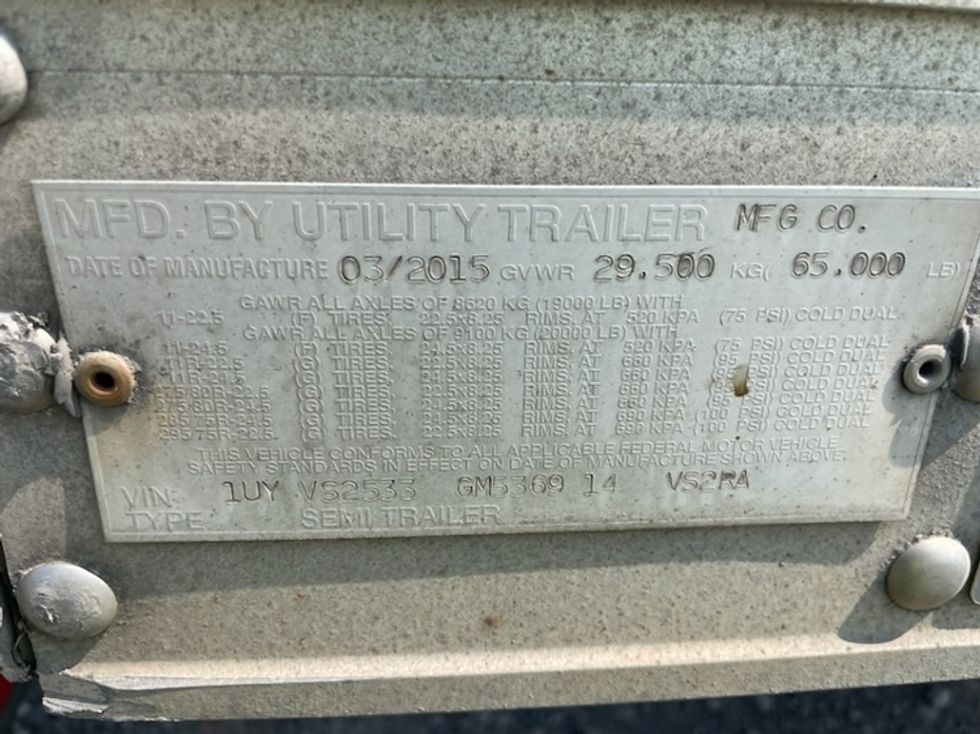 MFD. BY UTILITY TRAILER MFG CO.
DATE OF MANUFACTURE 03/2015 GVWR 29.500 KG( 65.000 LB)
GAWR ALL AXLES OF 8620 KG (19000 LB) WITH
11-22.5 (F) TIRES. 22.5X8.25 RIMS. AT 520 KPA (75 PSI) COLD DUAL
GAWR ALL AXLES OF 9100 KG (20000 LB) WITH
11-24.5 (F) TIRES. RIMS. AT 520 KPA (75 PSI) COLD DUAL
(G) TIRES. RIMS. AT 660 KPA (95 PSI) COLD DUAL
(G) TIRES. RIMS. AT 660 KPA COLD DUAL
TIRES. RIMS. AT 660 KPA PSI) COLD DUAL
TIRES. RIMS. AT 660 KPA (95 PSI) COLD DUAL
TIRES. RIMS. AT 690 KPA (100 PSI) COLD DUAL
295/75R-22.5 (G) TIRES. 22.5X8.25 RIMS. AT 690 KPA (100 PSI) COLD DUAL
THIS VEHICLE CONFORMS TO ALL APPLICABLE FEDERAL MOTOR VEHICLE
SAFETY STANDARDS IN EFFECT ON DATE OF MANUFACTURE SHOWN ABOVE.
VIN: 1UY VS2533 GM5369 14 VS2RA
TYPE SEMI TRAILER